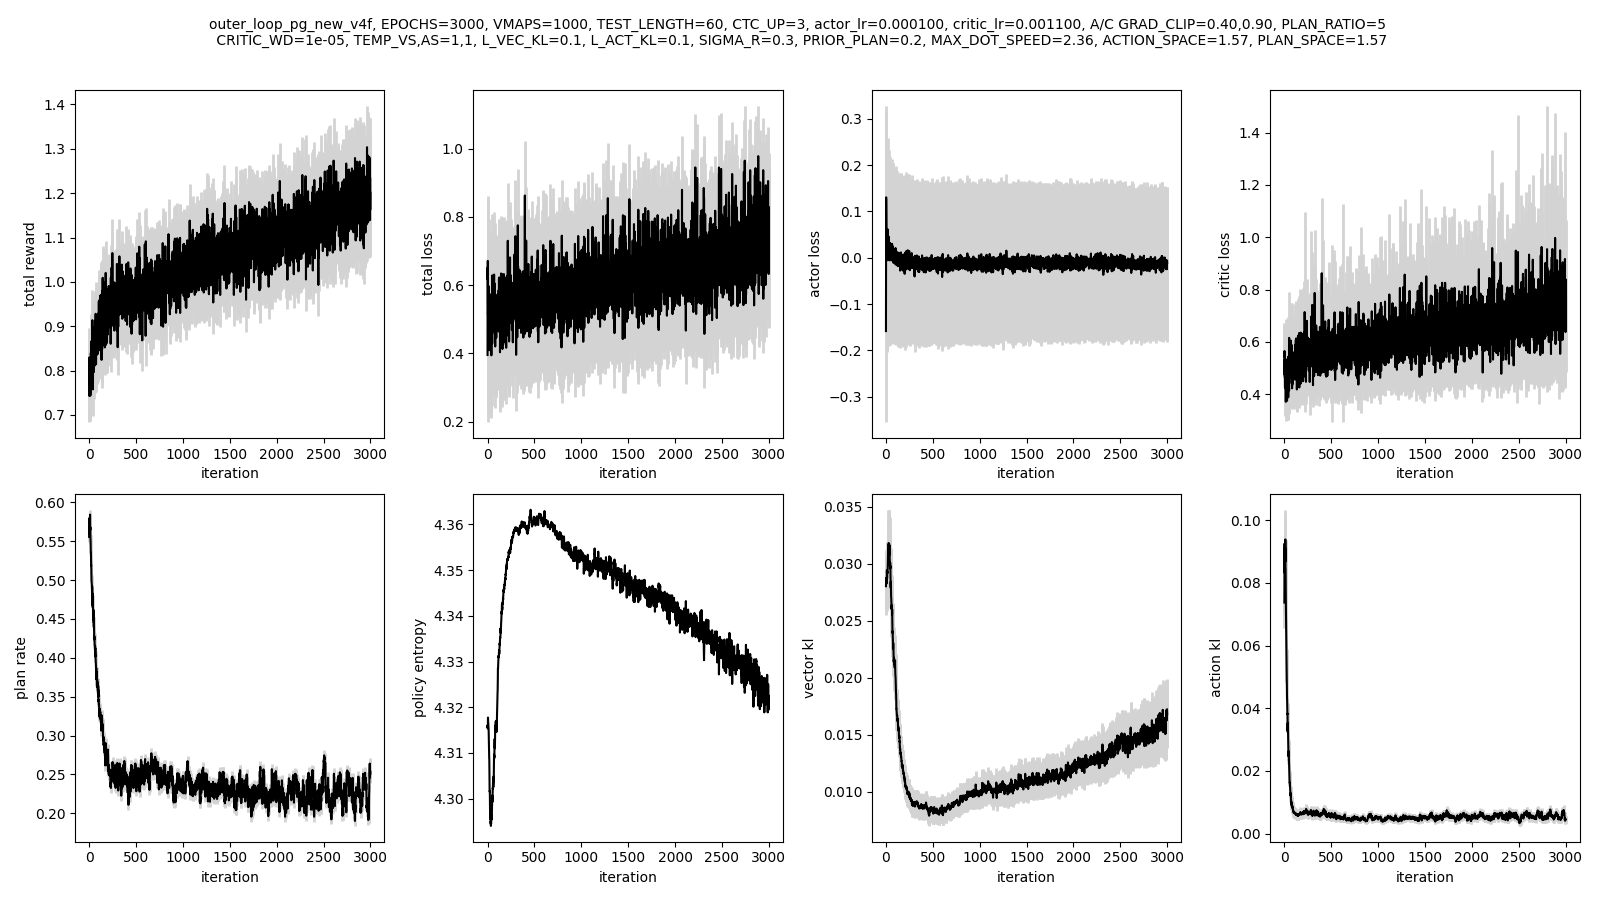 outer_loop_pg_new_v4f, EPOCHS=3000, VMAPS=1000, TEST_LENGTH=60, CTC_UP=3, actor_lr=0.000100, critic_lr=0.001100, A/C GRAD_CLIP=0.40,0.90, PLAN_RATIO=5
CRITIC_WD=1e-05, TEMP_VS,AS=1,1, L_VEC_KL=0.1, L_ACT_KL=0.1, SIGMA_R=0.3, PRIOR_PLAN=0.2, MAX_DOT_SPEED=2.36, ACTION_SPACE=1.57, PLAN_SPACE=1.57
total reward
1.4
1.3
1.2
1.1
1.0
0.9
0.8
0.7
0 500 1000 1500 2000 2500 3000
iteration
total loss
1.0
0.8
0.6
0.4
0.2
0 500 1000 1500 2000 2500 3000
iteration
actor loss
0.3
0.2
0.1
0.0
−0.1
−0.2
−0.3
0 500 1000 1500 2000 2500 3000
iteration
critic loss
1.4
1.2
1.0
0.8
0.6
0.4
0 500 1000 1500 2000 2500 3000
iteration
plan rate
0.60
0.55
0.50
0.45
0.40
0.35
0.30
0.25
0.20
0 500 1000 1500 2000 2500 3000
iteration
policy entropy
4.36
4.35
4.34
4.33
4.32
4.31
4.30
0 500 1000 1500 2000 2500 3000
iteration
vector kl
0.035
0.030
0.025
0.020
0.015
0.010
0 500 1000 1500 2000 2500 3000
iteration
action kl
0.10
0.08
0.06
0.04
0.02
0.00
0 500 1000 1500 2000 2500 3000
iteration